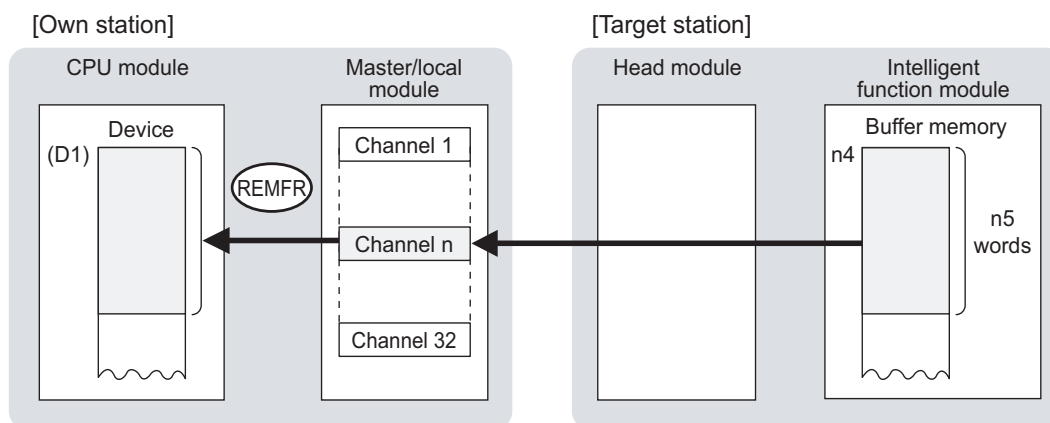 [Own station]
CPU module
Device
(D1)
REMFR
Master/local
module
Channel 1
Channel n
Channel 32
[Target station]
Head module
Intelligent
function module
Buffer memory
n4
n5
words